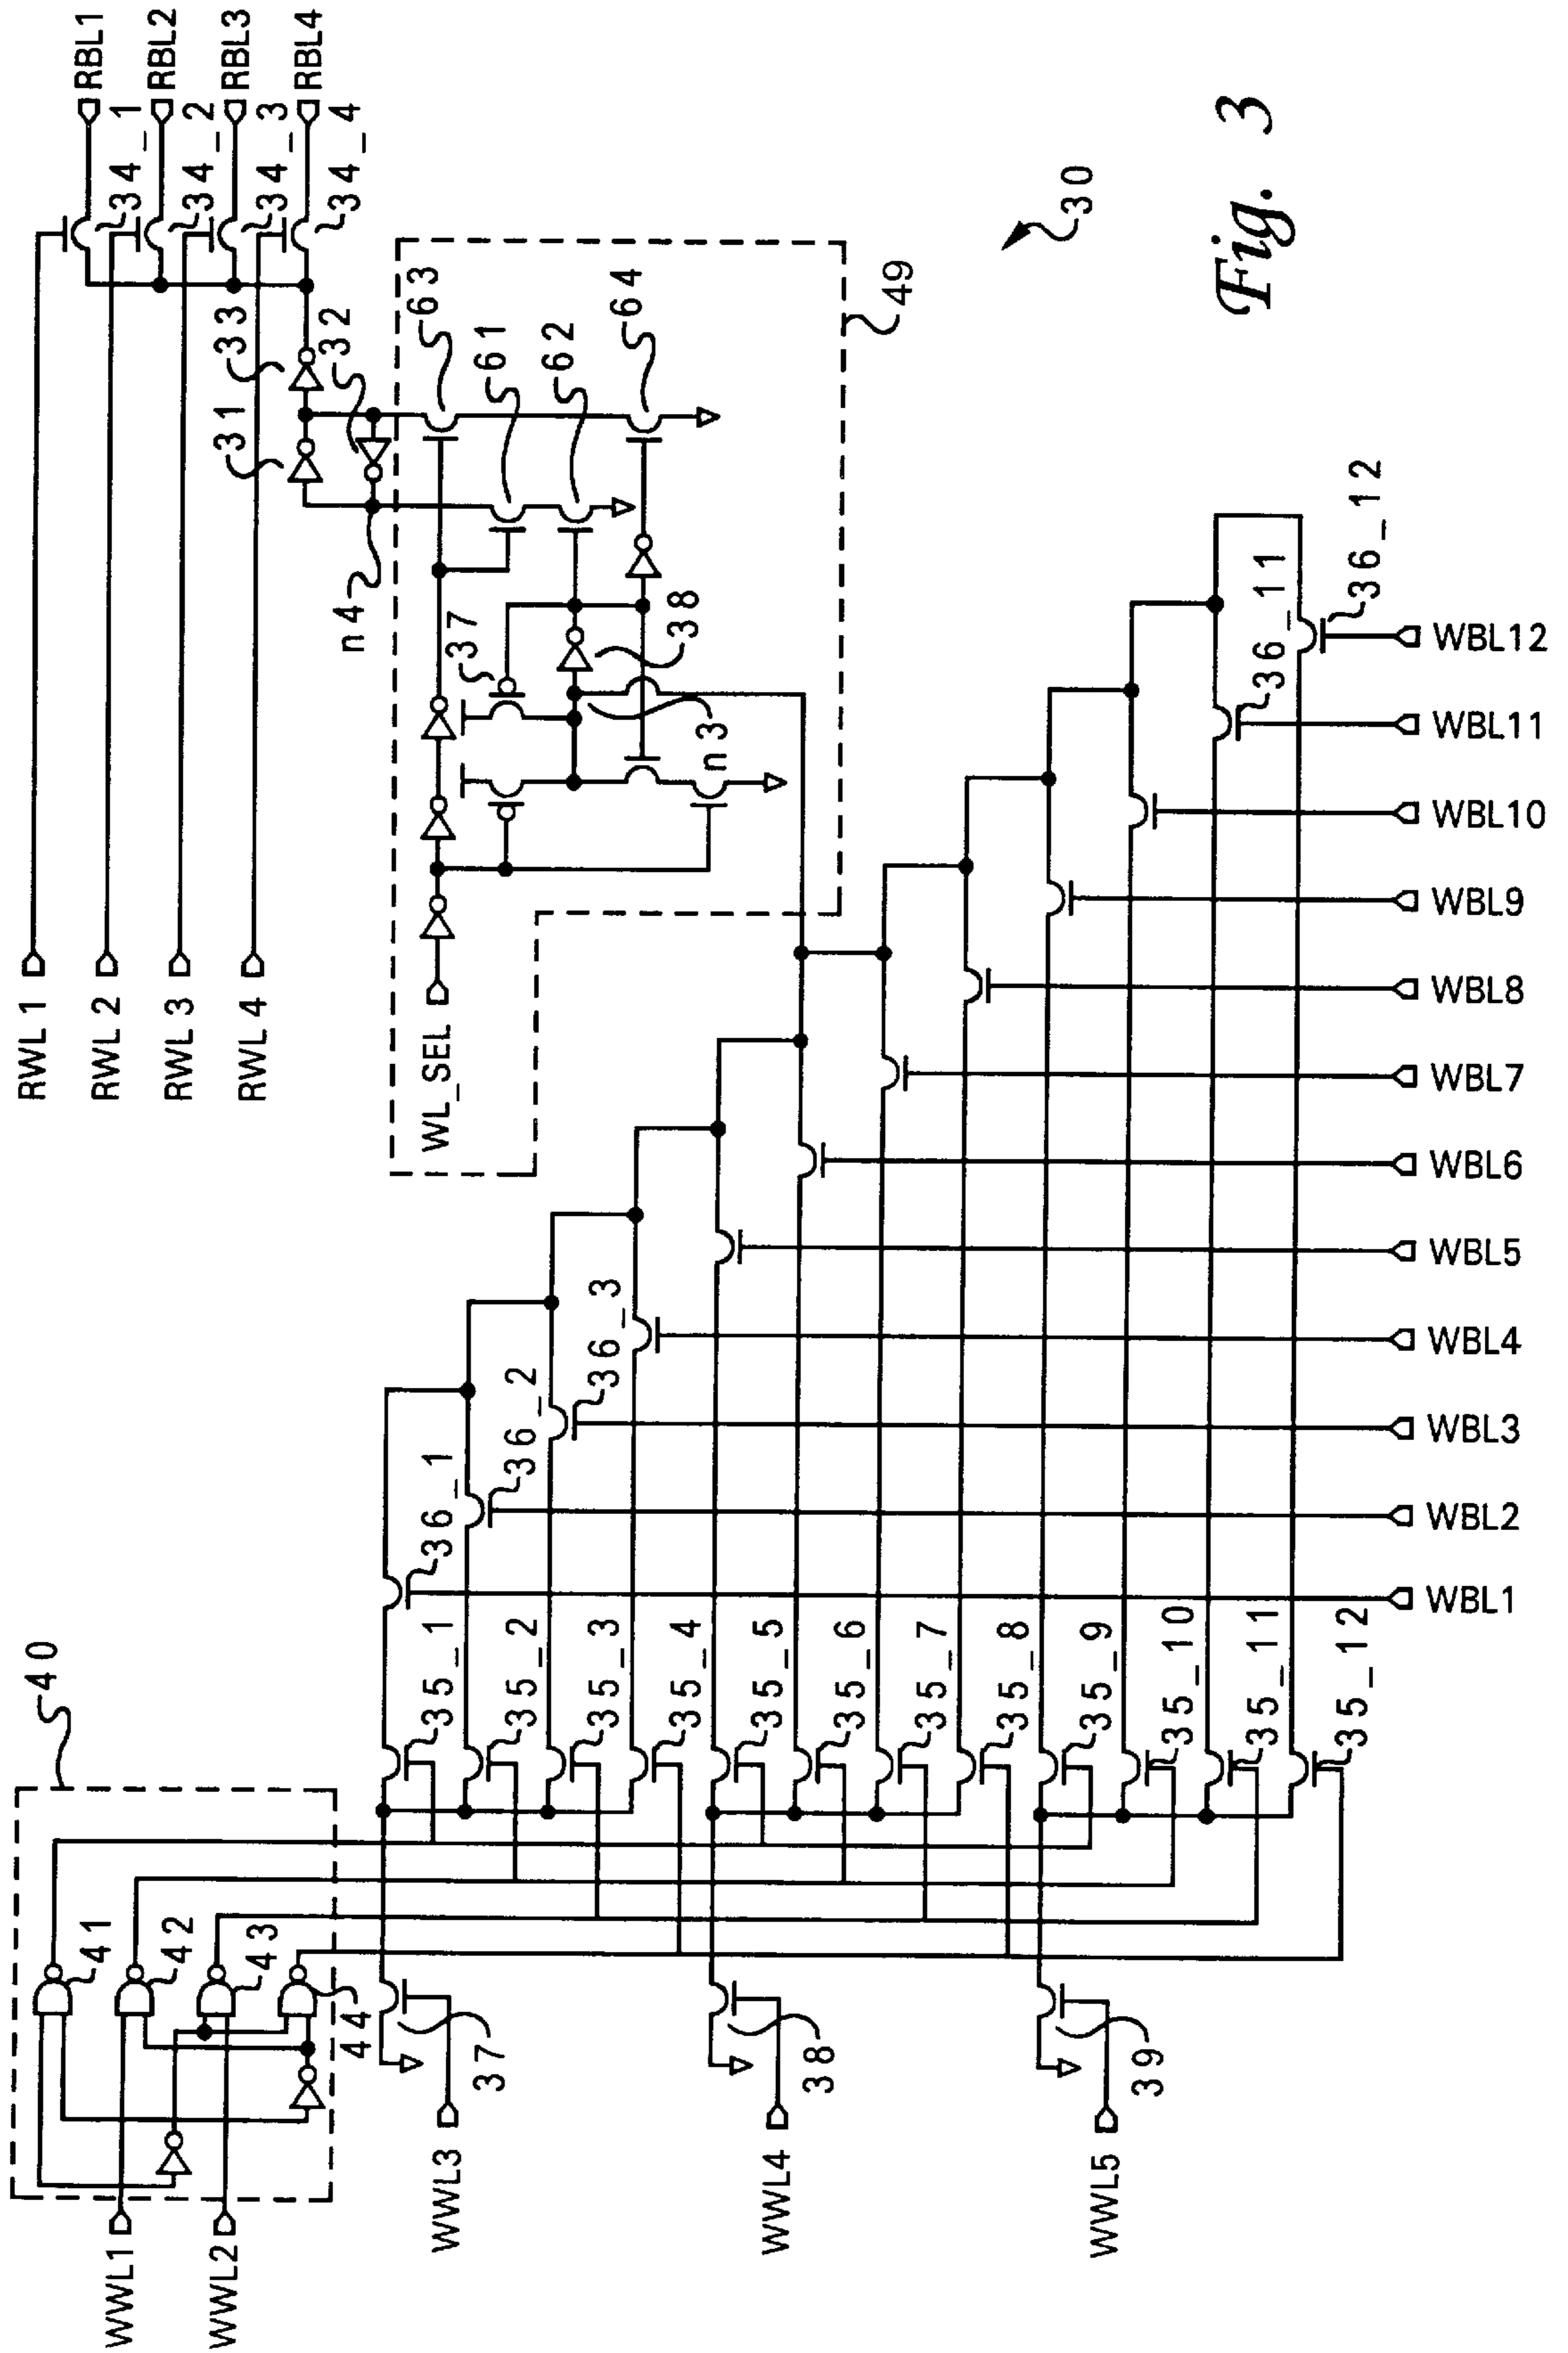 RWL 1
RWL 2
RWL 3
RWL 4
RBL1
RBL2
RBL3
RBL4
34_1
34_2
34_3
34_4
33
31
32
n4
63
61
62
64
49
37
38
n3
WL_SEL
30
Fig. 3
40
41
42
43
44
WWL1
WWL2
WWL3
WWL4
WWL5
37
38
39
35_1
35_2
35_3
35_4
35_5
35_6
35_7
35_8
35_9
35_10
35_11
35_12
36_1
36_2
36_3
36_11
36_12
WBL1
WBL2
WBL3
WBL4
WBL5
WBL6
WBL7
WBL8
WBL9
WBL10
WBL11
WBL12